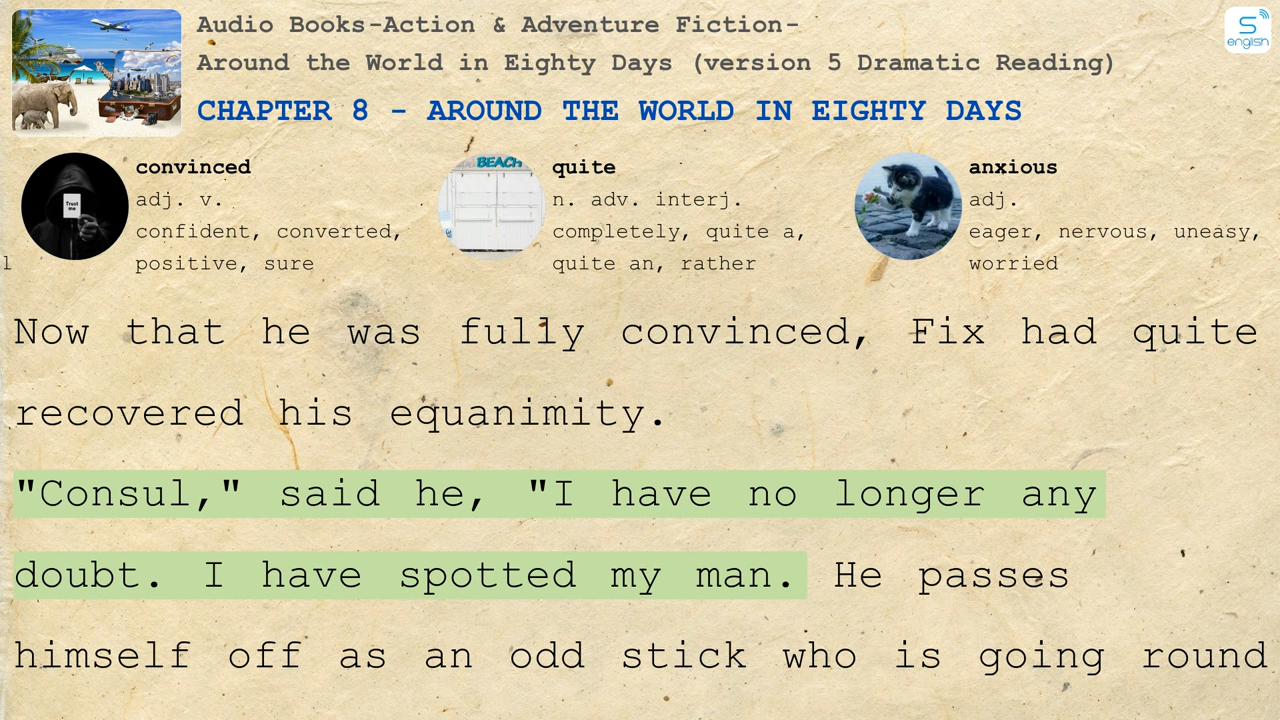 Audio Books-Action & Adventure Fiction-
Around the World in Eighty Days (version 5 Dramatic Reading)
CHAPTER 8 - AROUND THE WORLD IN EIGHTY DAYS
S
english
convinced
adj. v.
confident, converted,
positive, sure
Trust
me
BEACH
quite
n. adv. interj.
completely, quite a,
quite an, rather
anxious
adj.
eager, nervous, uneasy,
worried
l
Now that he was fully convinced, Fix had quite
recovered his equanimity.
"Consul," said he, "I have no longer any
doubt. I have spotted my man. He passes
himself off as an odd stick who is going round